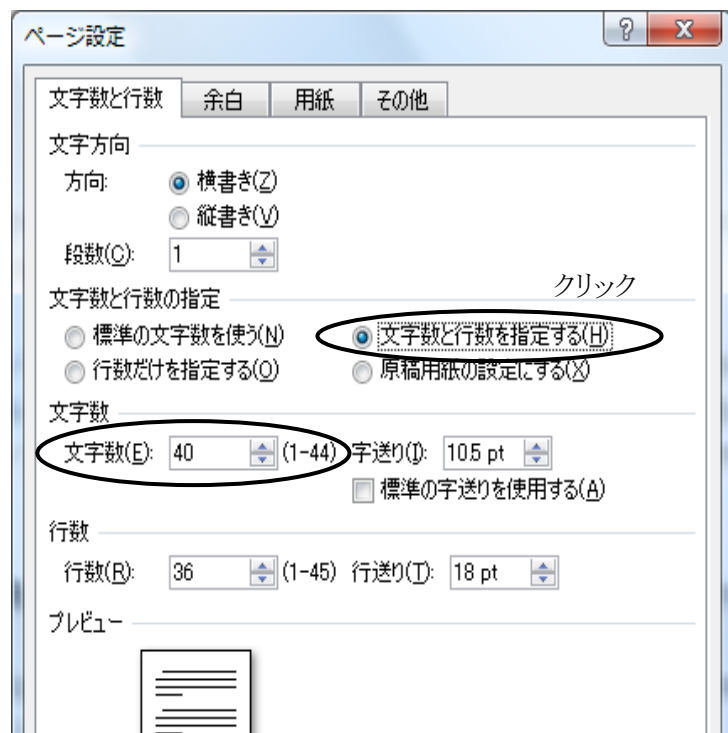 ページ設定
文字数と行数 余白 用紙 その他
文字方向
方向: 横書き(Z)
縦書き(V)
段数(C): 1
クリック
文字数と行数の指定
標準の文字数を使う(N) 文字数と行数を指定する(H)
行数だけを指定する(O) 原稿用紙の設定にする(X)
文字数
文字数(E): 40 (1-44) 字送り(I): 10.5 pt
標準の字送りを使用する(A)
行数
行数(R): 36 (1-45) 行送り(T): 18 pt
プレビュー